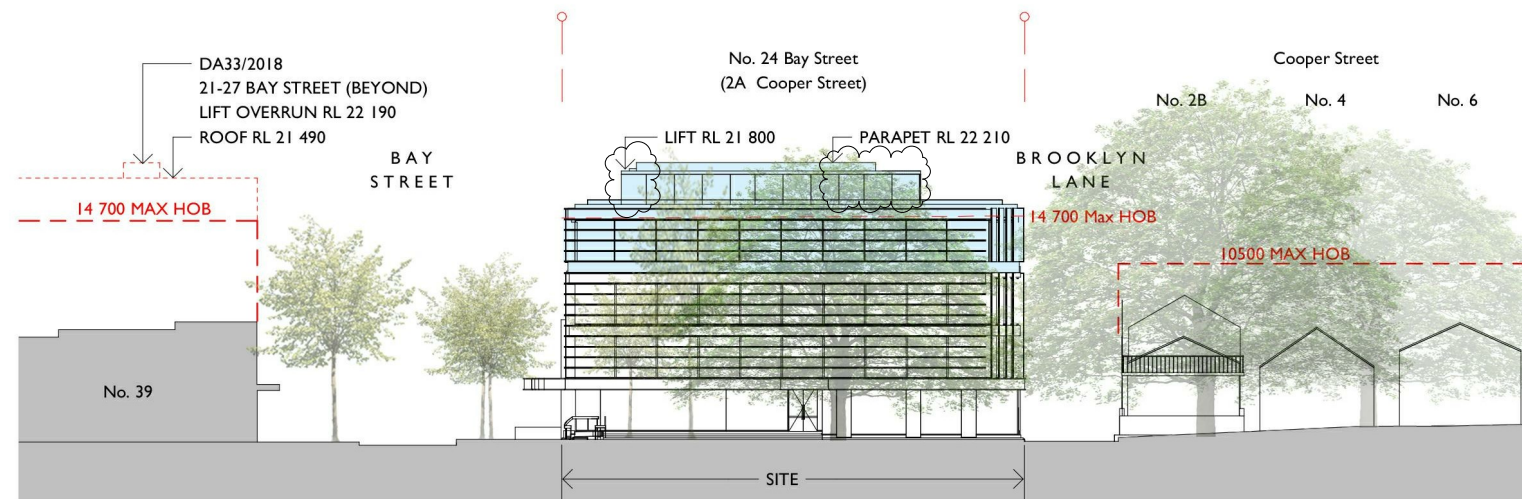 DA33/2018
21-27 BAY STREET (BEYOND)
LIFT OVERRUN RL 22 190
ROOF RL 21 490
14 700 MAX HOB
BAY
STREET
No. 39
No. 24 Bay Street
(2A Cooper Street)
LIFT RL 21 800
PARAPET RL 22 210
BROOKLYN
LANE
14 700 Max HOB
Cooper Street
No. 2B
No. 4
No. 6
10500 MAX HOB
SITE